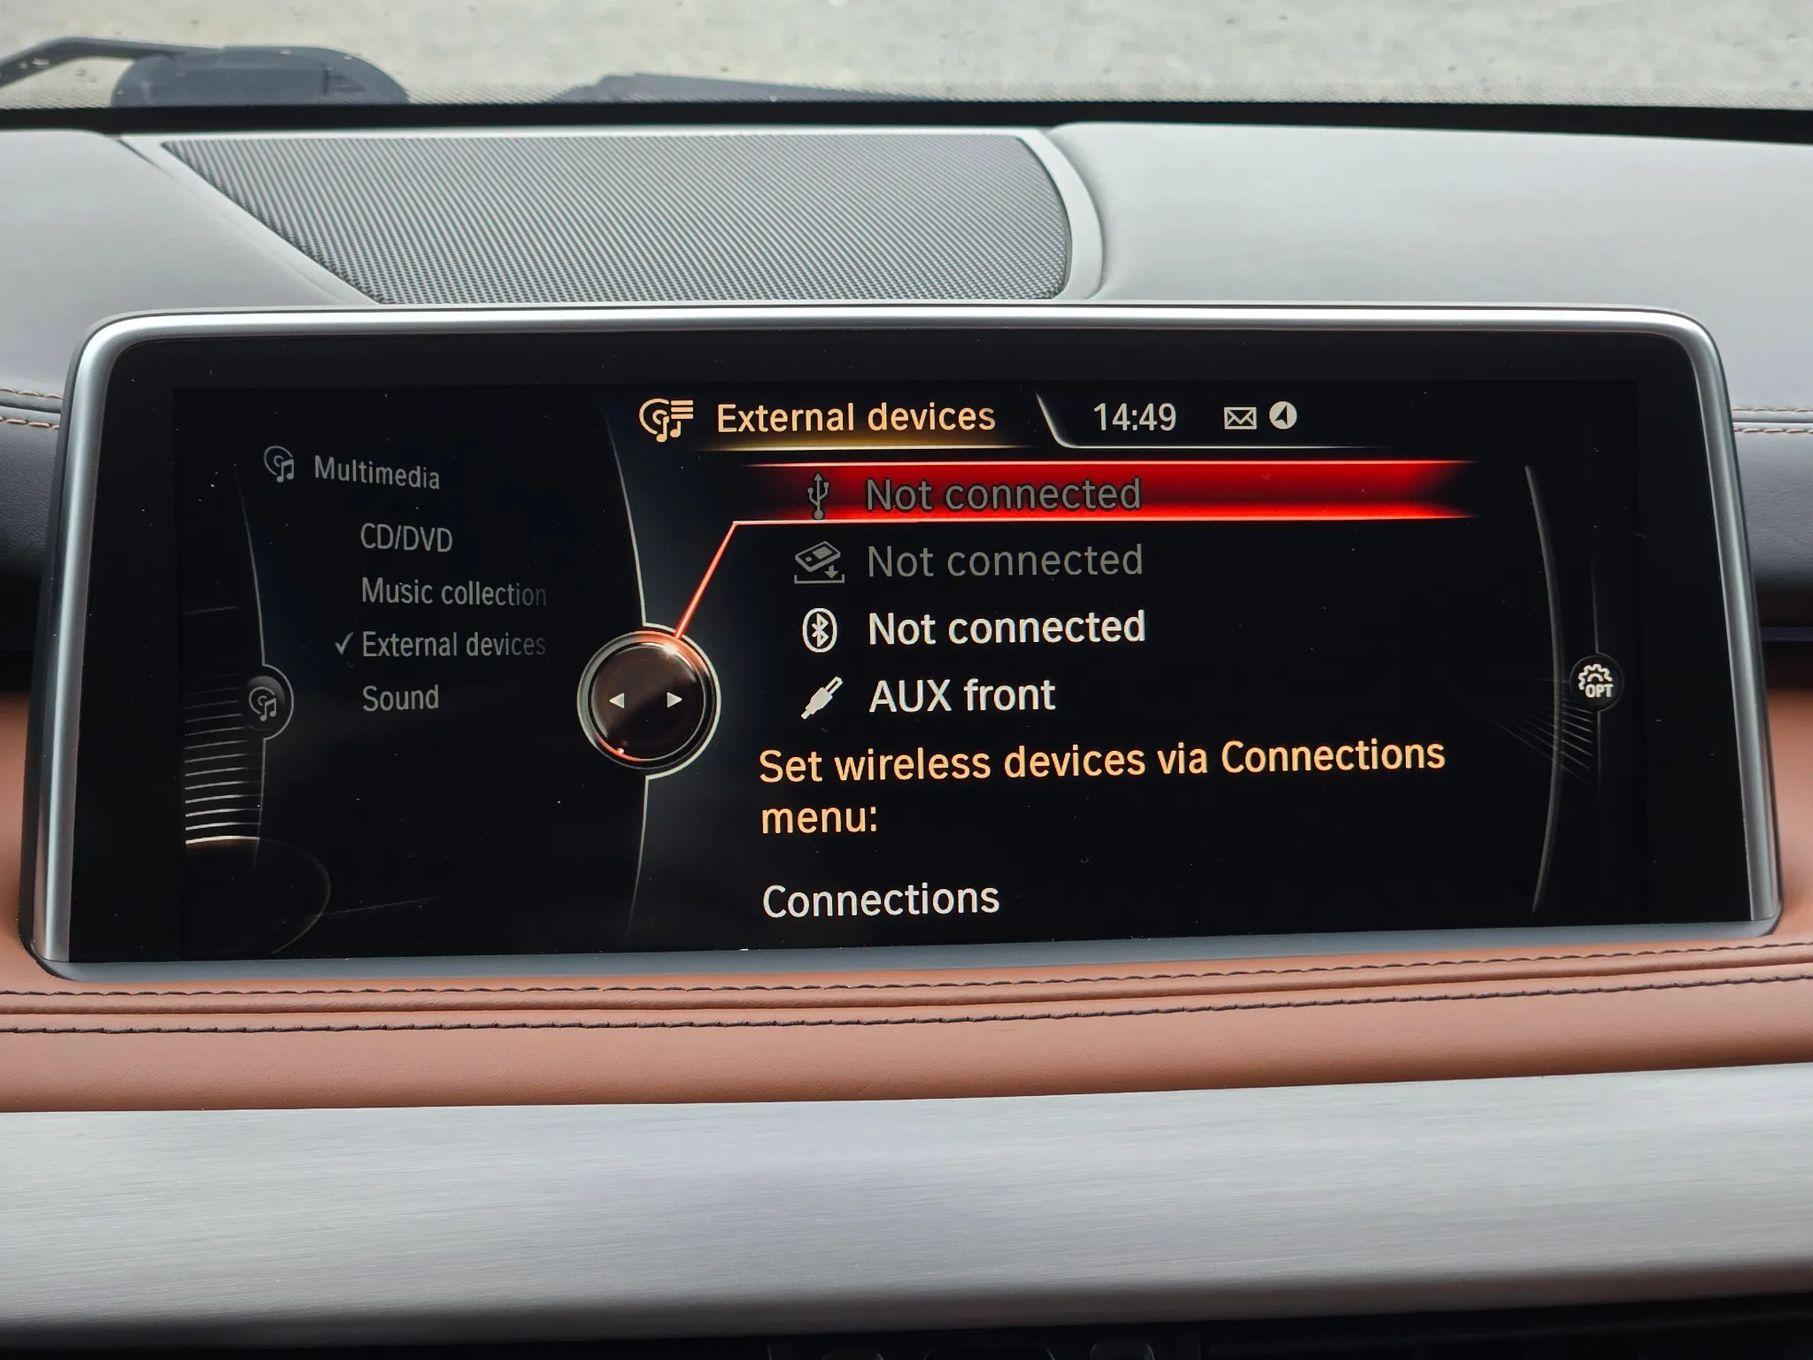 External devices
14:49
Multimedia
CD/DVD
Music collection
✓ External devices
Sound
Not connected
Not connected
Not connected
AUX front
Set wireless devices via Connections
menu:
Connections
OPT